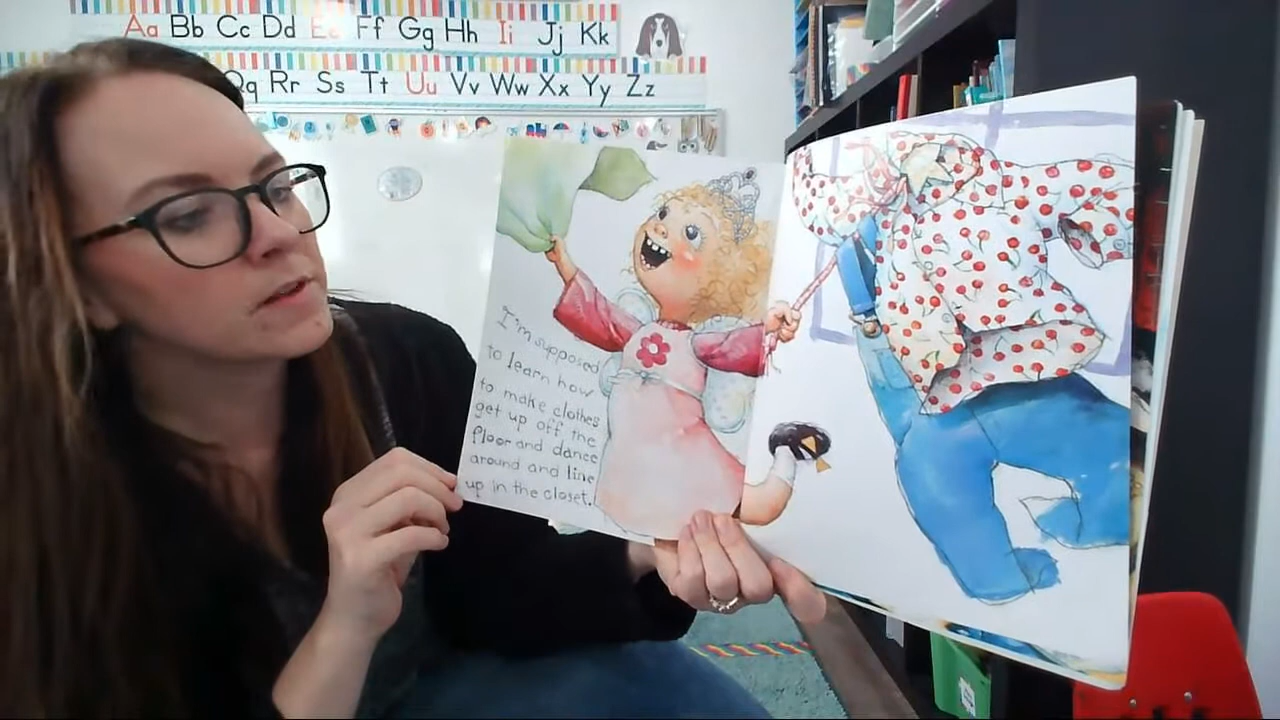 Aa Bb Cc Dd Ee Ff Gg Hh Ii Jj Kk
Qq Rr Ss Tt Uu Vv Ww Xx Yy Zz
I'm supposed
to learn how
to make clothes
get up off the
floor and dance
around and line
up in the closet.